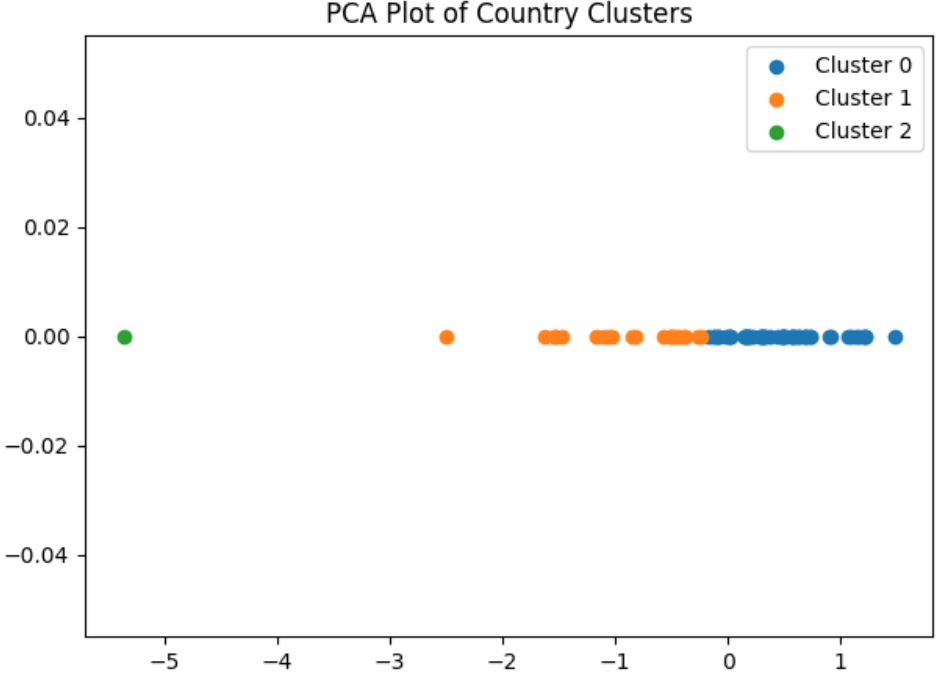 PCA Plot of Country Clusters
Cluster 0
Cluster 1
Cluster 2
0.04
0.02
0.00
−0.02
−0.04
−5 −4 −3 −2 −1 0 1